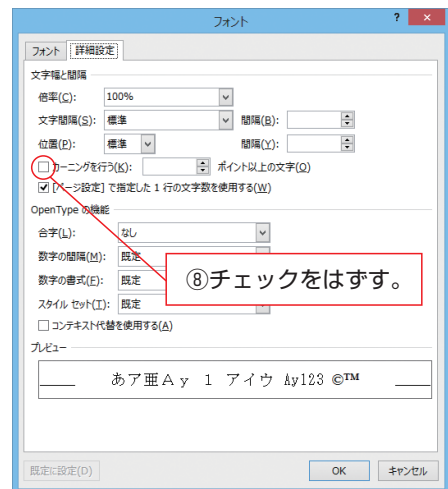 フォント
? ×
フォント 詳細設定
文字幅と間隔
倍率(C): 100%
文字間隔(S): 標準 間隔(B):
位置(P): 標準 間隔(Y):
カーニングを行う(K): ポイント以上の文字(O)
[ページ設定] で指定した 1 行の文字数を使用する(W)
OpenType の機能
合字(L): なし
数字の間隔(M): 既定
数字の書式(F): 既定
スタイル セット(T): 既定
⑧チェックをはずす。
コンテキスト代替を使用する(A)
プレビュー
あア亜Ay 1 アイウ Ay123 ©™
既定に設定(D) OK キャンセル